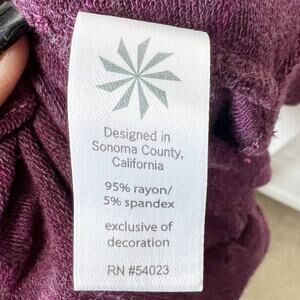 Designed in
Sonoma County,
California
95% rayon/
5% spandex
exclusive of
decoration
RN #54023